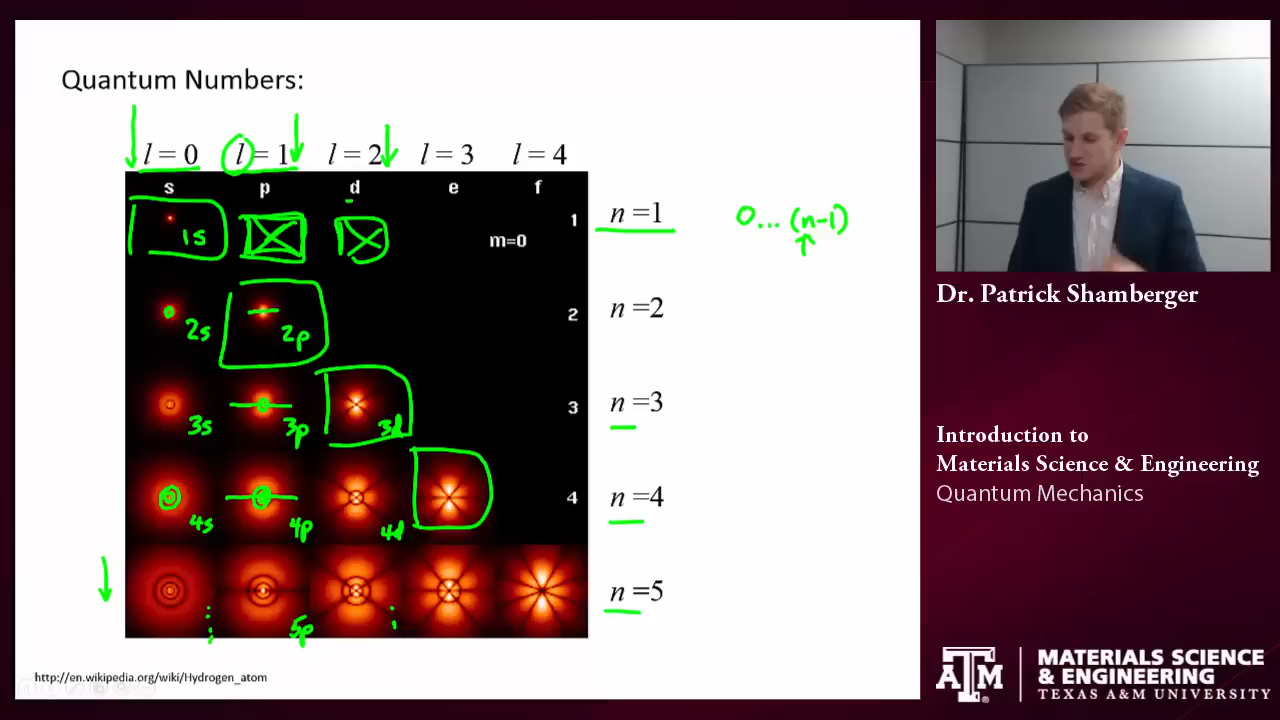 Quantum Numbers:
l = 0 l = 1 l = 2 l = 3 l = 4
s p d e f
1 n =1 0...(n-1)
1s m=0
2 n =2
2s 2p
3 n =3
3s 3p 3d
4 n =4
4s 4p 4d
n =5
5p
http://en.wikipedia.org/wiki/Hydrogen_atom
Dr. Patrick Shamberger
Introduction to
Materials Science & Engineering
Quantum Mechanics
ATM
MATERIALS SCIENCE
& ENGINEERING
TEXAS A&M UNIVERSITY